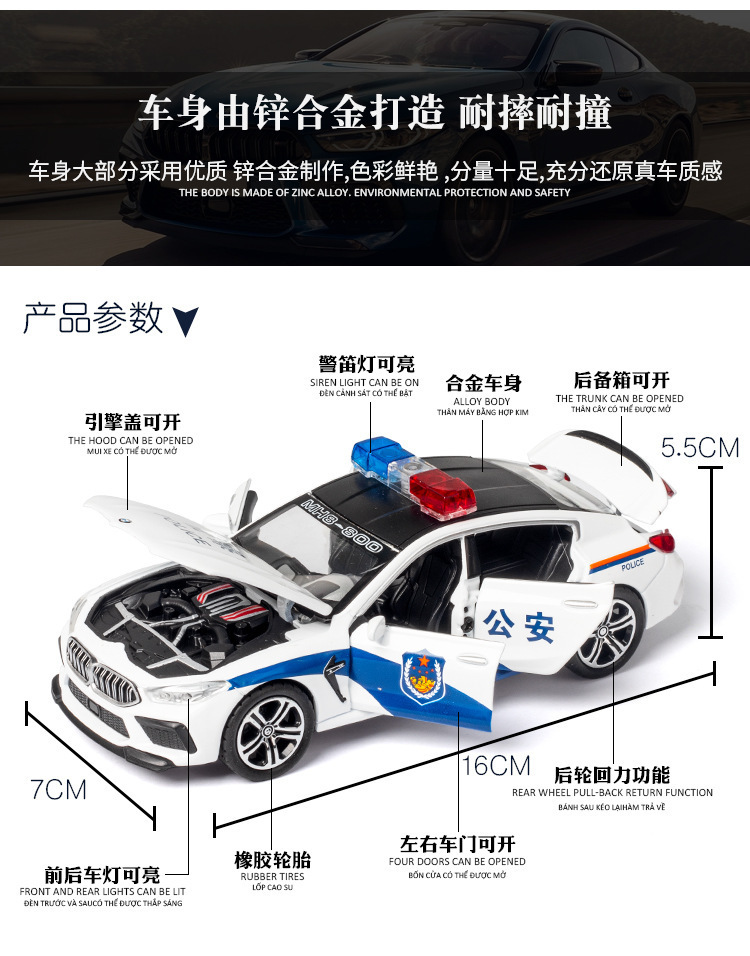 车身由锌合金打造 耐摔耐撞
车身大部分采用优质 锌合金制作,色彩鲜艳 ,分量十足,充分还原真车质感
THE BODY IS MADE OF ZINC ALLOY. ENVIRONMENTAL PROTECTION AND SAFETY
产品参数
警笛灯可亮
SIREN LIGHT CAN BE ON
ĐÈN CẢNH SÁT CÓ THỂ BẬT
合金车身
ALLOY BODY
THÂN MÁY BẰNG HỢP KIM
后备箱可开
THE TRUNK CAN BE OPENED
THÂN CÂY CÓ THỂ ĐƯỢC MỞ
引擎盖可开
THE HOOD CAN BE OPENED
MUI XE CÓ THỂ ĐƯỢC MỞ
5.5CM
MH8-800
POLICE
公安
7CM
16CM
后轮回力功能
REAR WHEEL PULL-BACK RETURN FUNCTION
BÁNH SAU KÉO LẠIHÀM TRẢ VỀ
左右车门可开
FOUR DOORS CAN BE OPENED
BỐN CỬA CÓ THỂ ĐƯỢC MỞ
橡胶轮胎
RUBBER TIRES
LỐP CAO SU
前后车灯可亮
FRONT AND REAR LIGHTS CAN BE LIT
ĐÈN TRƯỚC VÀ SAUCÓ THỂ ĐƯỢC THẮP SÁNG